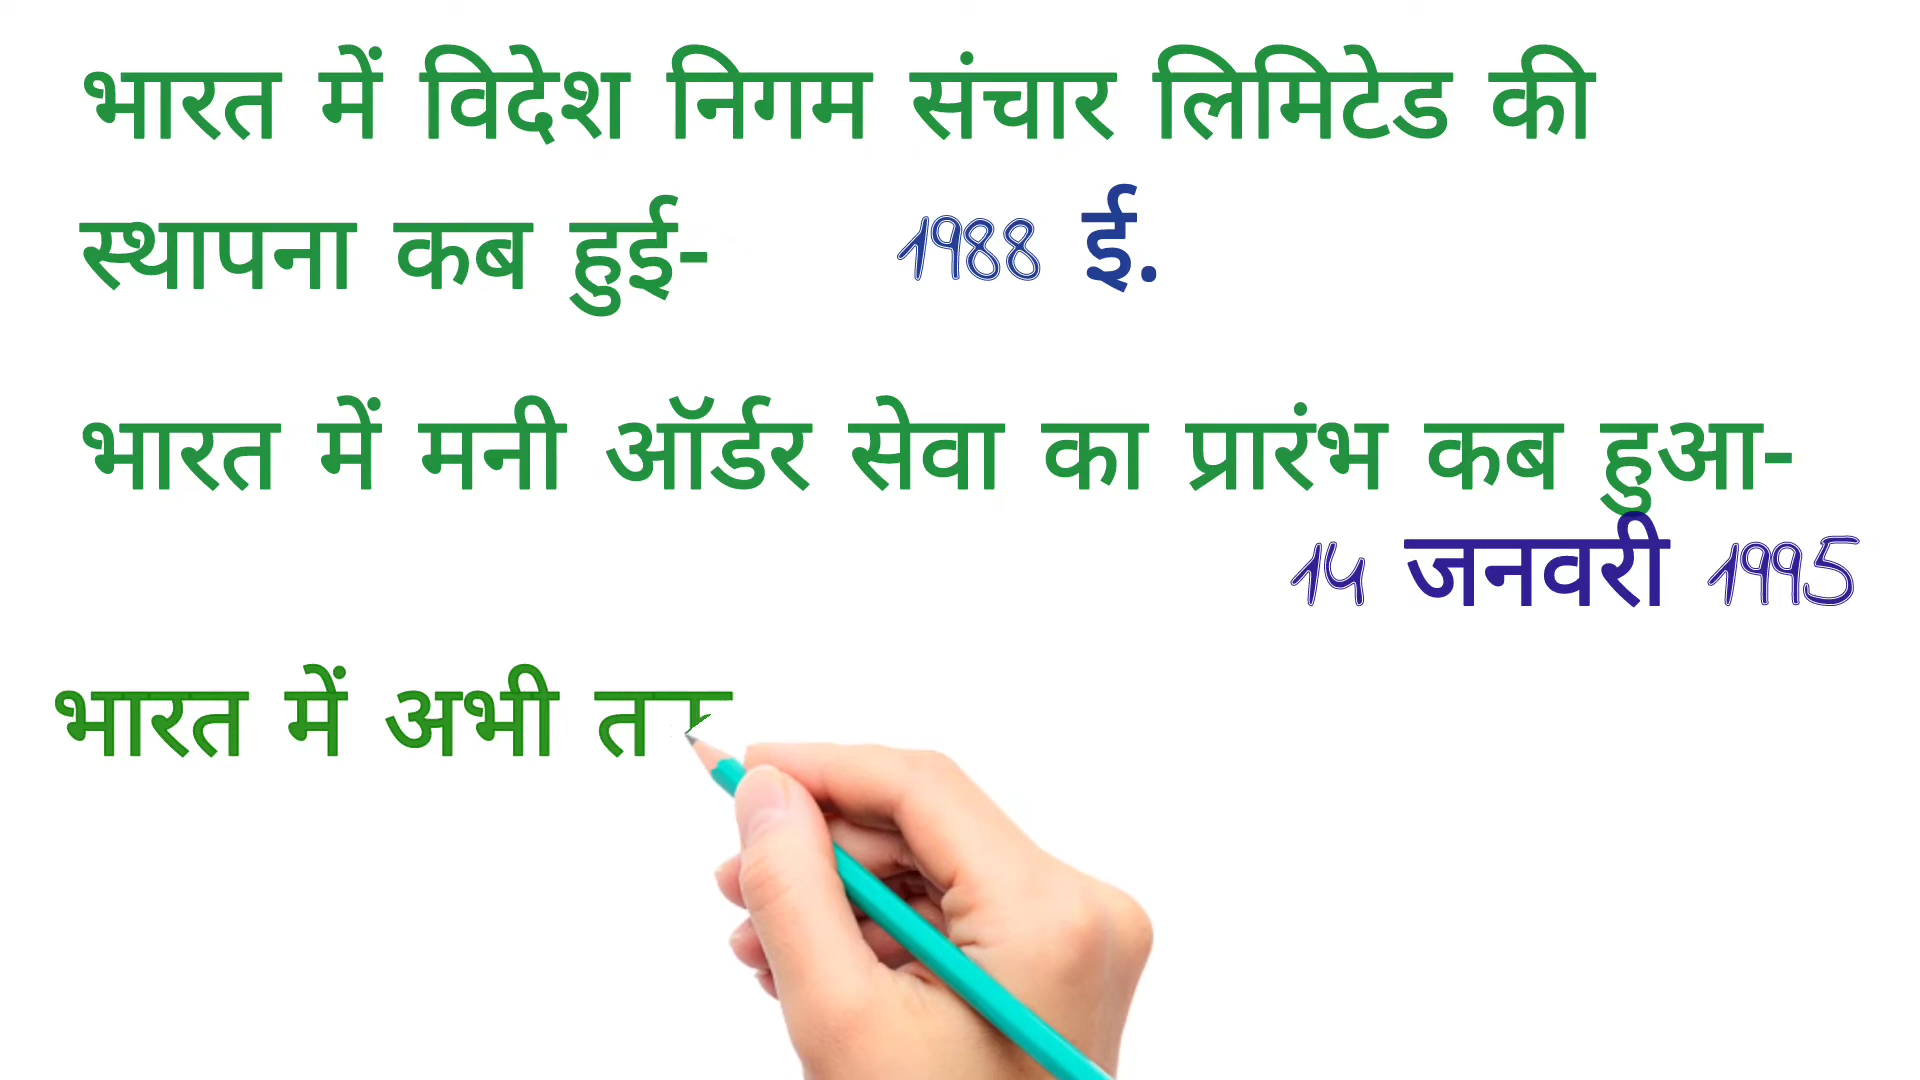 भारत में विदेश निगम संचार लिमिटेड की
स्थापना कब हुई- 1988 ई.
भारत में मनी ऑर्डर सेवा का प्रारंभ कब हुआ-
14 जनवरी 1995
भारत में अभी